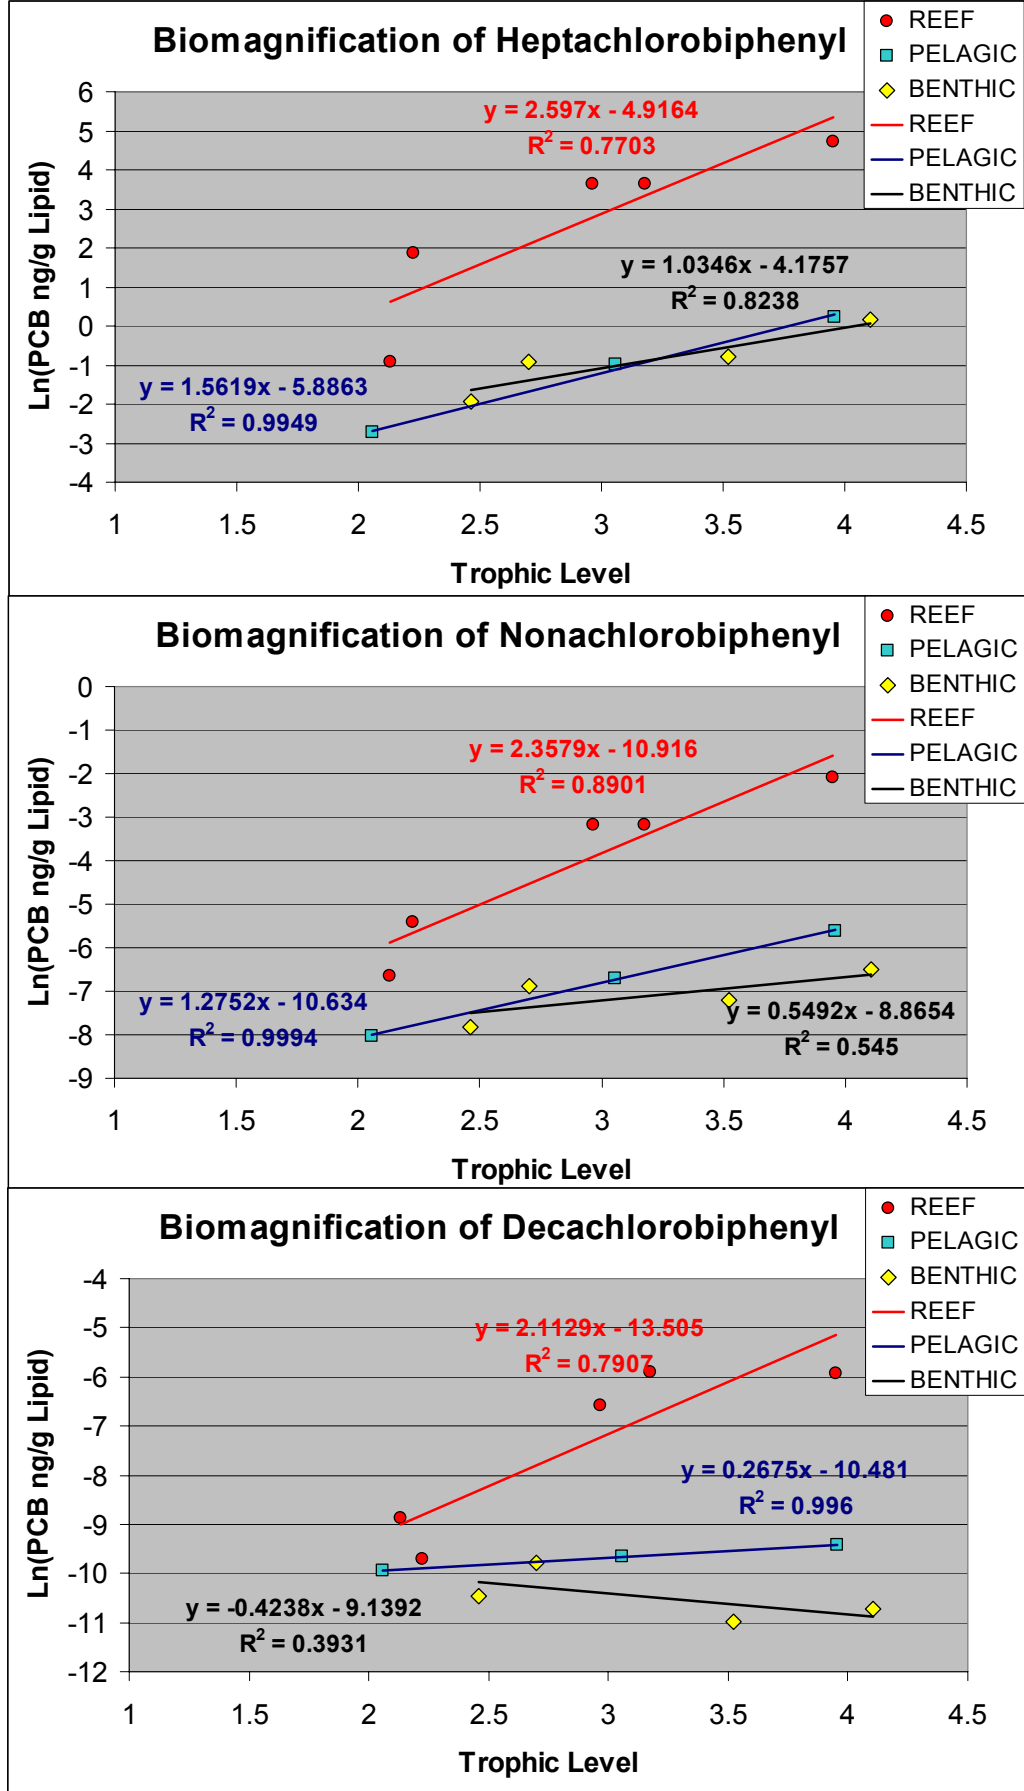 Biomagnification of Heptachlorobiphenyl
REEF
PELAGIC
BENTHIC
REEF
PELAGIC
BENTHIC
y = 2.597x - 4.9164
R² = 0.7703
y = 1.0346x - 4.1757
R² = 0.8238
y = 1.5619x - 5.8863
R² = 0.9949
Ln(PCB ng/g Lipid)
6
5
4
3
2
1
0
-1
-2
-3
-4
1 1.5 2 2.5 3 3.5 4 4.5
Trophic Level
Biomagnification of Nonachlorobiphenyl
REEF
PELAGIC
BENTHIC
REEF
PELAGIC
BENTHIC
y = 2.3579x - 10.916
R² = 0.8901
y = 1.2752x - 10.634
R² = 0.9994
y = 0.5492x - 8.8654
R² = 0.545
Ln(PCB ng/g Lipid)
0
-1
-2
-3
-4
-5
-6
-7
-8
-9
1 1.5 2 2.5 3 3.5 4 4.5
Trophic Level
Biomagnification of Decachlorobiphenyl
REEF
PELAGIC
BENTHIC
REEF
PELAGIC
BENTHIC
y = 2.1129x - 13.505
R² = 0.7907
y = 0.2675x - 10.481
R² = 0.996
y = -0.4238x - 9.1392
R² = 0.3931
Ln(PCB ng/g Lipid)
-4
-5
-6
-7
-8
-9
-10
-11
-12
1 1.5 2 2.5 3 3.5 4 4.5
Trophic Level